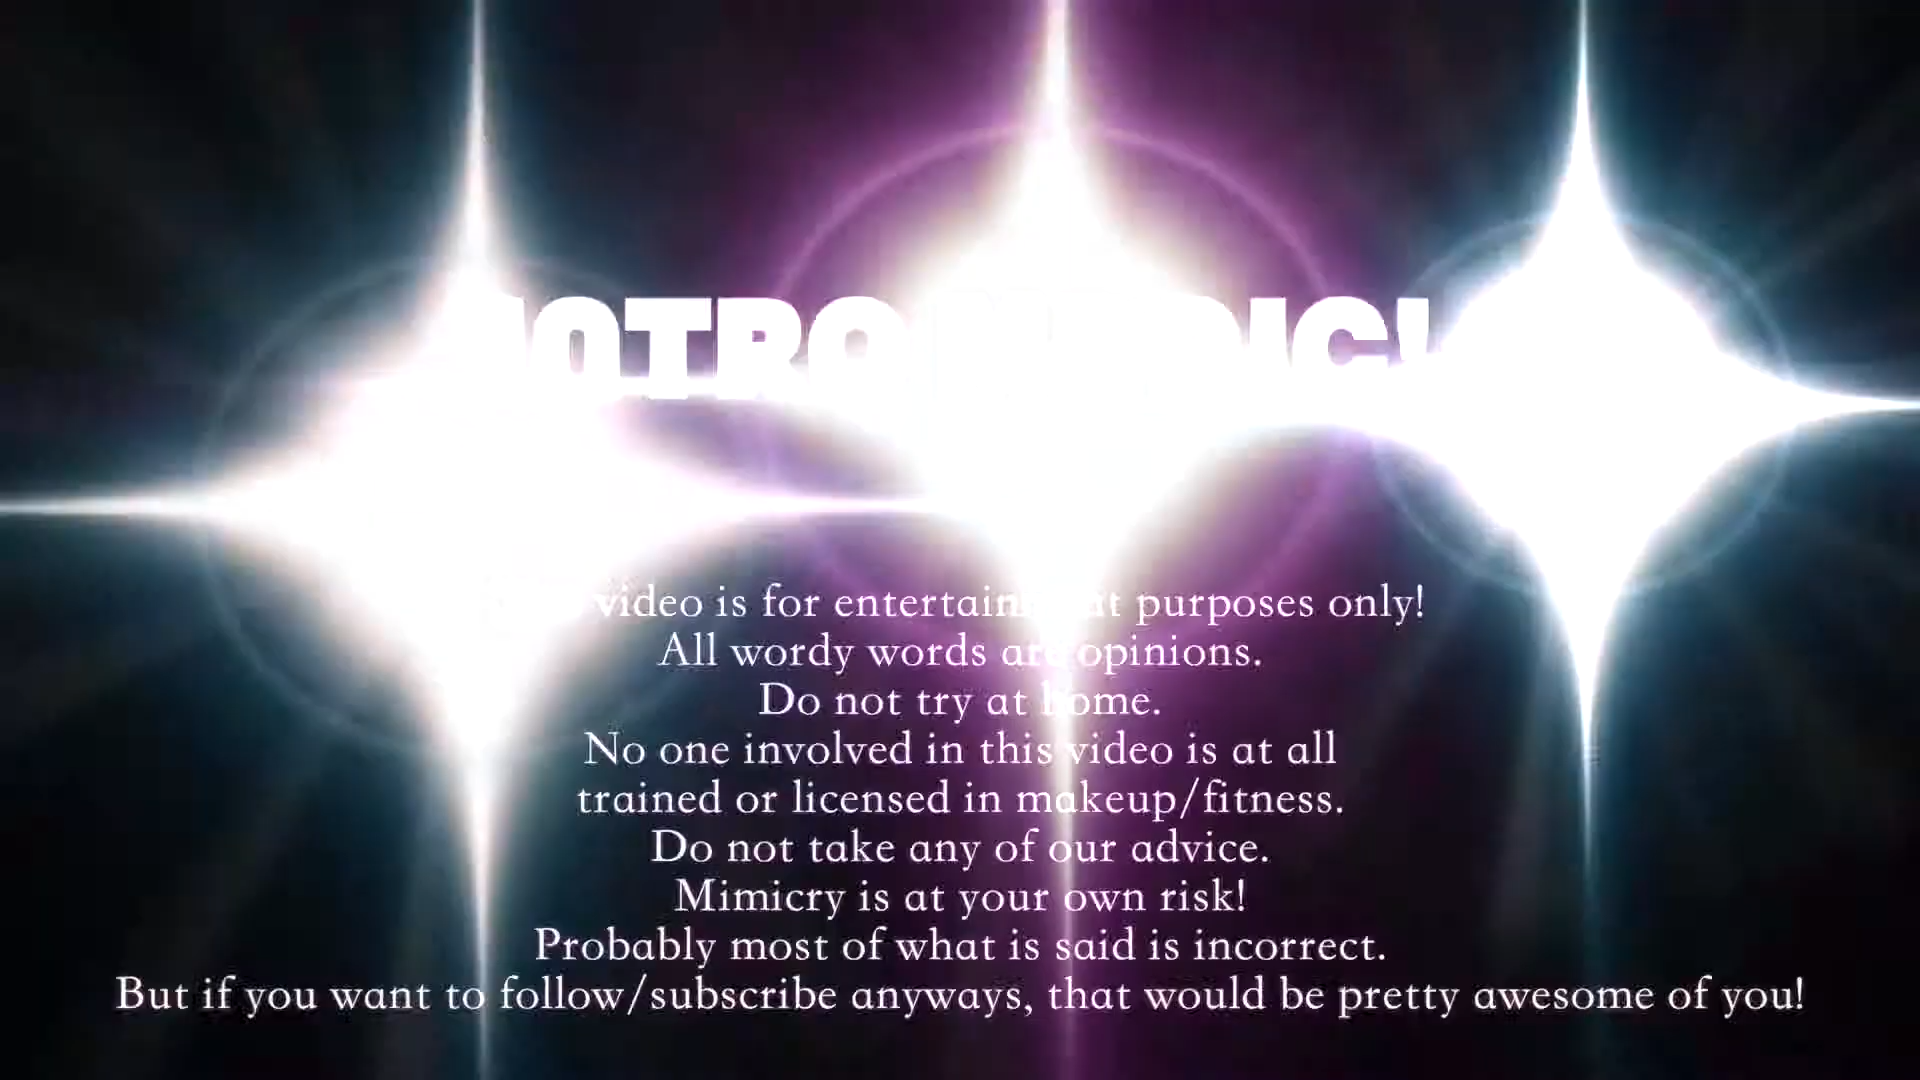 video is for entertainment purposes only!
All wordy words are opinions.
Do not try at home.
No one involved in this video is at all
trained or licensed in makeup/fitness.
Do not take any of our advice.
Mimicry is at your own risk!
Probably most of what is said is incorrect.
But if you want to follow/subscribe anyways, that would be pretty awesome of you!